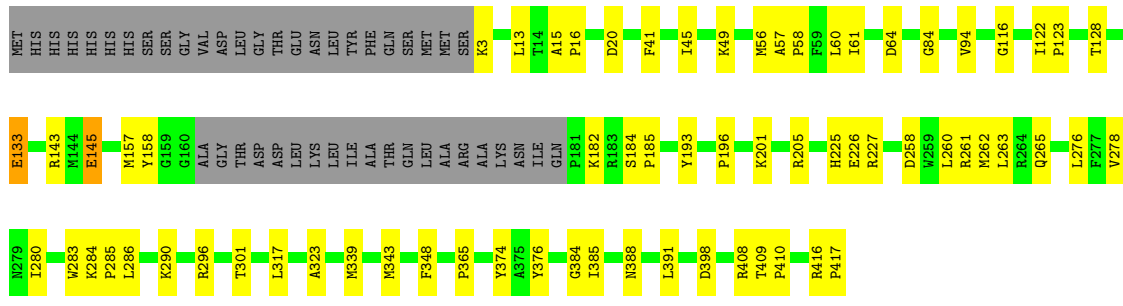 MET HIS HIS HIS HIS HIS HIS SER SER GLY VAL ASP LEU GLY THR GLU ASN LEU TYR PHE GLN SER MET MET SER K3 L13 T14 A15 P16 D20 F41 I45 K49 M56 A57 P58 F59 L60 I61 D64 G84 V94 G116 I122 P123 T128
E133 R143 M144 E145 M157 Y158 G159 G160 ALA GLY THR ASP ASP LEU LYS LEU ILE ALA THR GLN LEU ALA ARG ALA LYS ASN ILE GLN P181 K182 R183 S184 P185 Y193 P196 K201 R205 H225 E226 R227 D258 W259 L260 R261 M262 L263 R264 Q265 L276 F277 V278
N279 I280 W283 K284 P285 L286 K290 R296 T301 L317 A323 M339 M343 F348 P365 Y374 A375 Y376 G384 I385 N388 L391 D398 R408 T409 P410 R416 P417